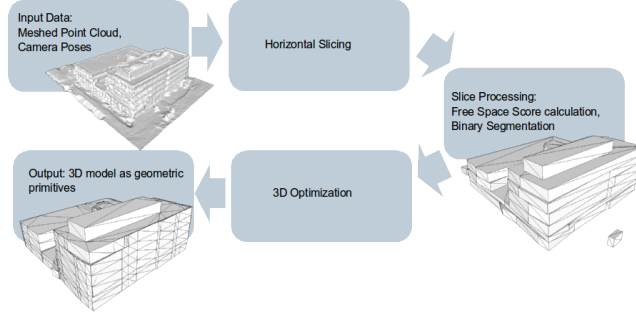 Input Data:
Meshed Point Cloud,
Camera Poses
Horizontal Slicing
Slice Processing:
Free Space Score calculation,
Binary Segmentation
3D Optimization
Output: 3D model as geometric
primitives